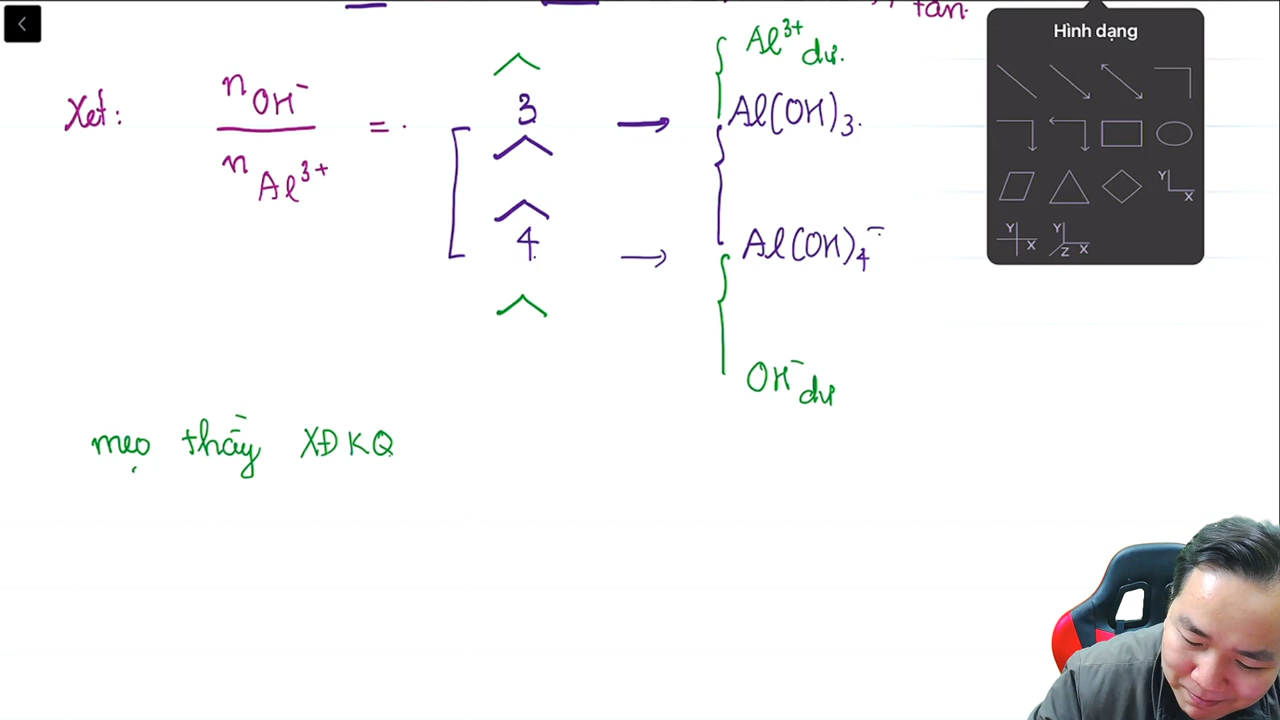 tan.
Hình dạng
Al³⁺ dư.
Xét: n OH⁻ / n Al³⁺ = 3 → Al(OH)₃.
4 → Al(OH)₄⁻
OH⁻ dư
mẹo thầy XĐKQ
Y X
Y X
Y Z X